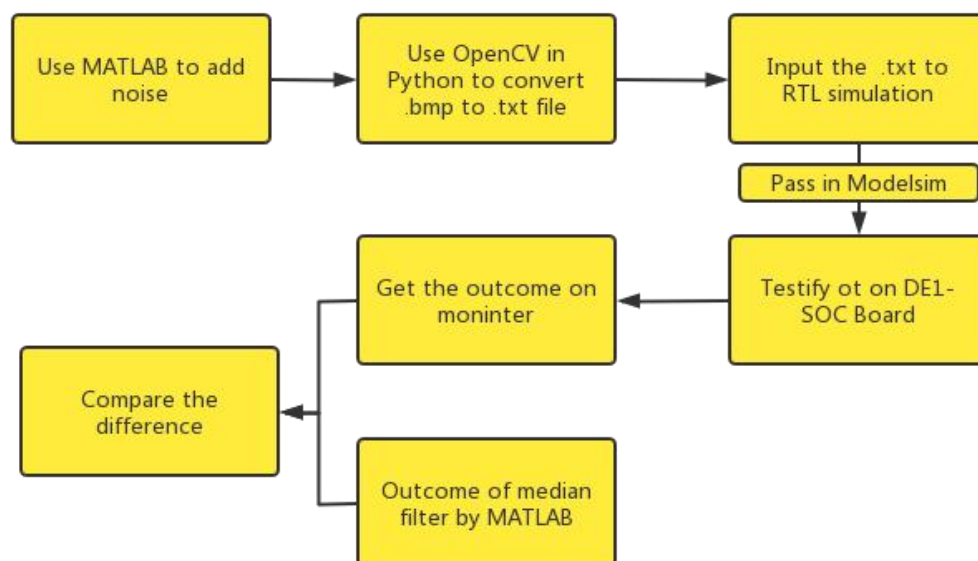 Use MATLAB to add
noise
Use OpenCV in
Python to convert
.bmp to .txt file
Input the .txt to
RTL simulation
Pass in Modelsim
Testify ot on DE1-
SOC Board
Get the outcome on
moninter
Compare the
difference
Outcome of median
filter by MATLAB